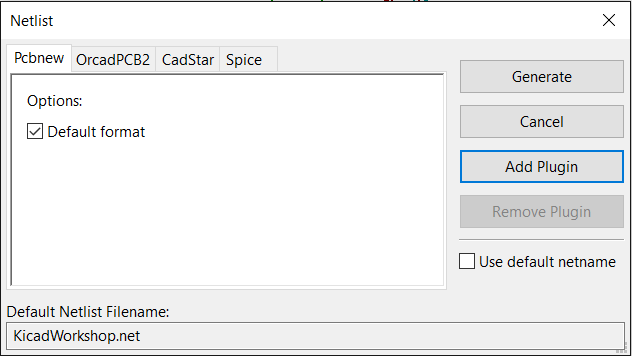 Netlist
Pcbnew OrcadPCB2 CadStar Spice
Options:
Default format
Generate
Cancel
Add Plugin
Remove Plugin
Use default netname
Default Netlist Filename:
KicadWorkshop.net